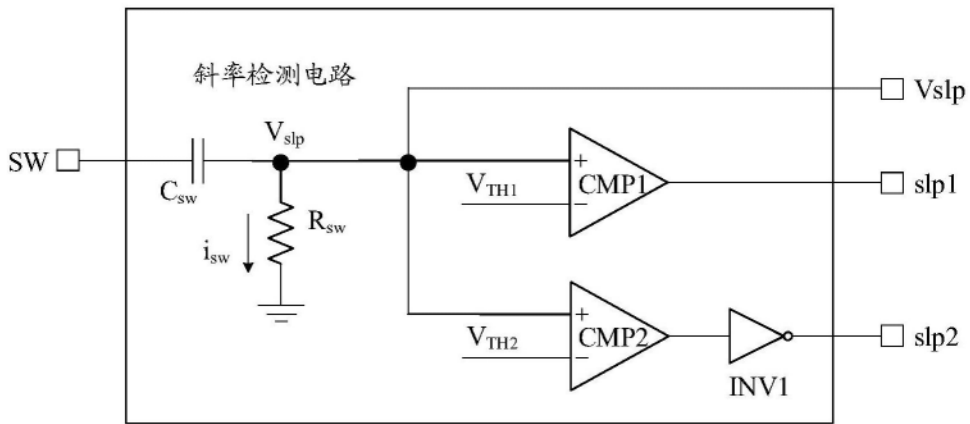 斜率检测电路
Vslp
Vslp
SW
Csw
+
VTH1
−
CMP1
slp1
Rsw
isw
+
VTH2
−
CMP2
slp2
INV1